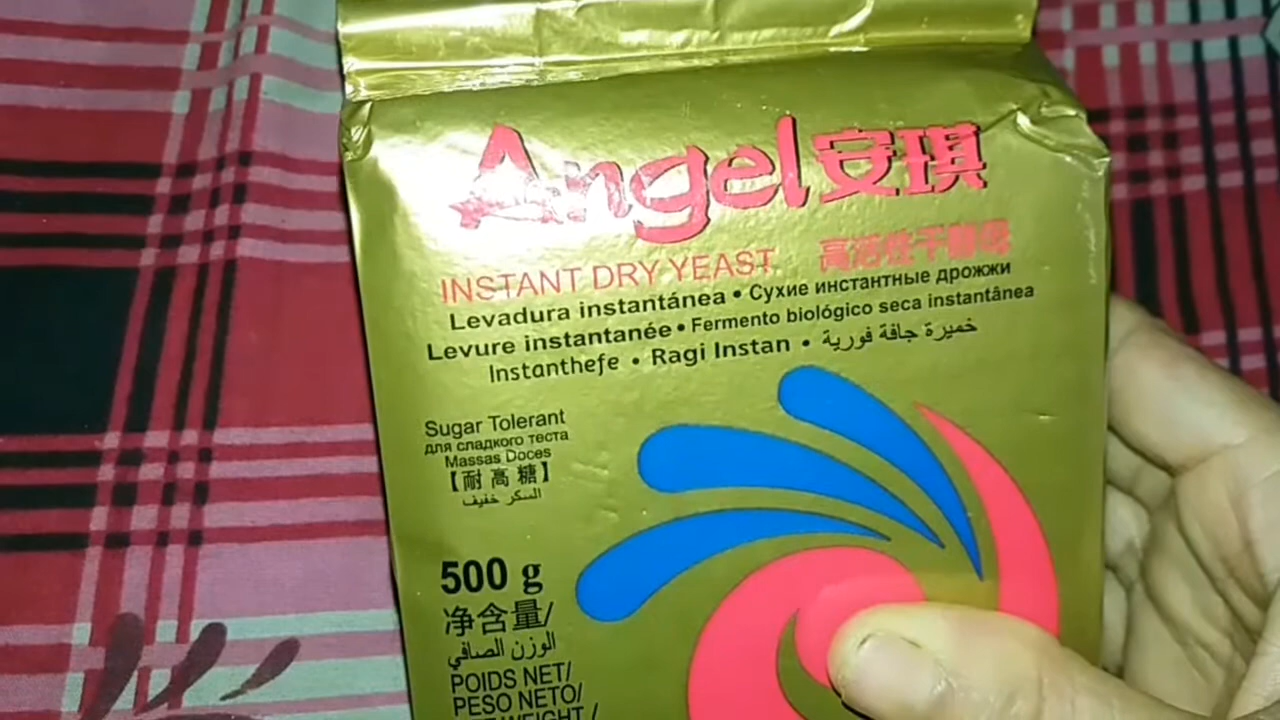 Angel安琪
INSTANT DRY YEAST 高活性干酵母
Levadura instantánea • Сухие инстантные дрожжи
Levure instantanée • Fermento biológico seca instantânea
Instanthefe • Ragi Instan • خميرة جافة فورية
Sugar Tolerant
для сладкого теста
Massas Doces
【耐高糖】
السكر خفيف
500 g
净含量/
الوزن الصافي
POIDS NET/
PESO NETO/
WEIGHT /